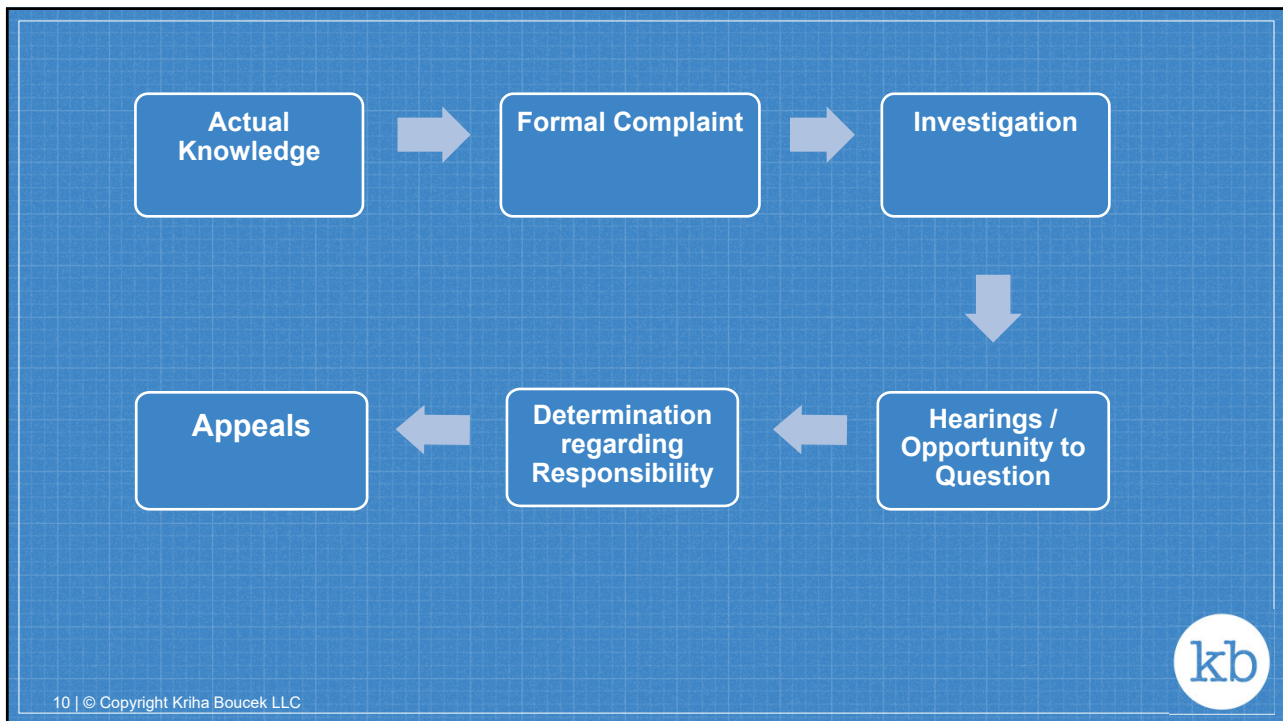 Actual
Knowledge
Formal Complaint
Investigation
Hearings /
Opportunity to
Question
Determination
regarding
Responsibility
Appeals
10 | © Copyright Kriha Boucek LLC
kb